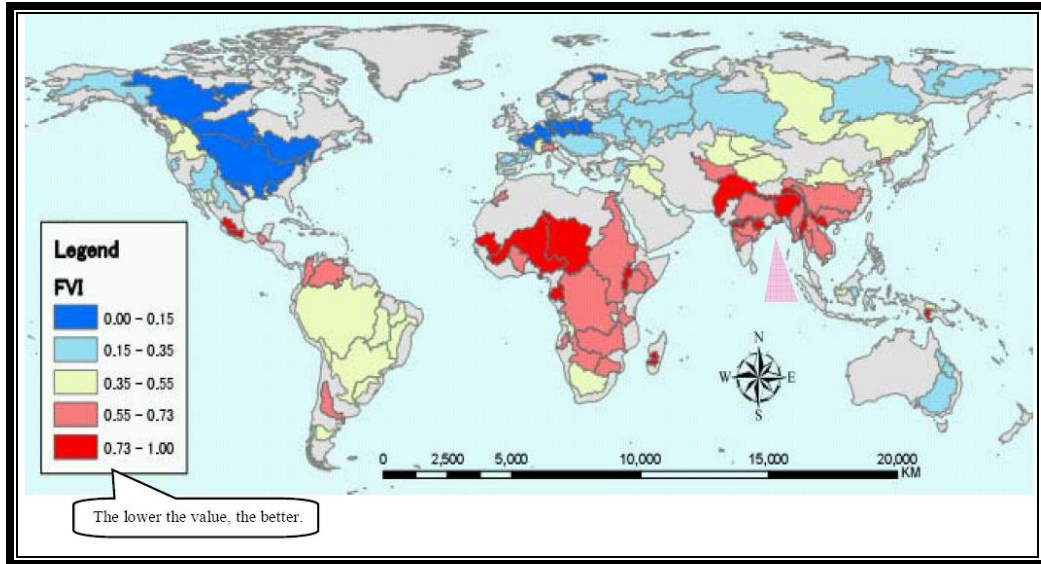 Legend
FVI
0.00 - 0.15
0.15 - 0.35
0.35 - 0.55
0.55 - 0.73
0.73 - 1.00
The lower the value, the better.
N
W E
S
0 2,500 5,000 10,000 15,000 20,000
KM